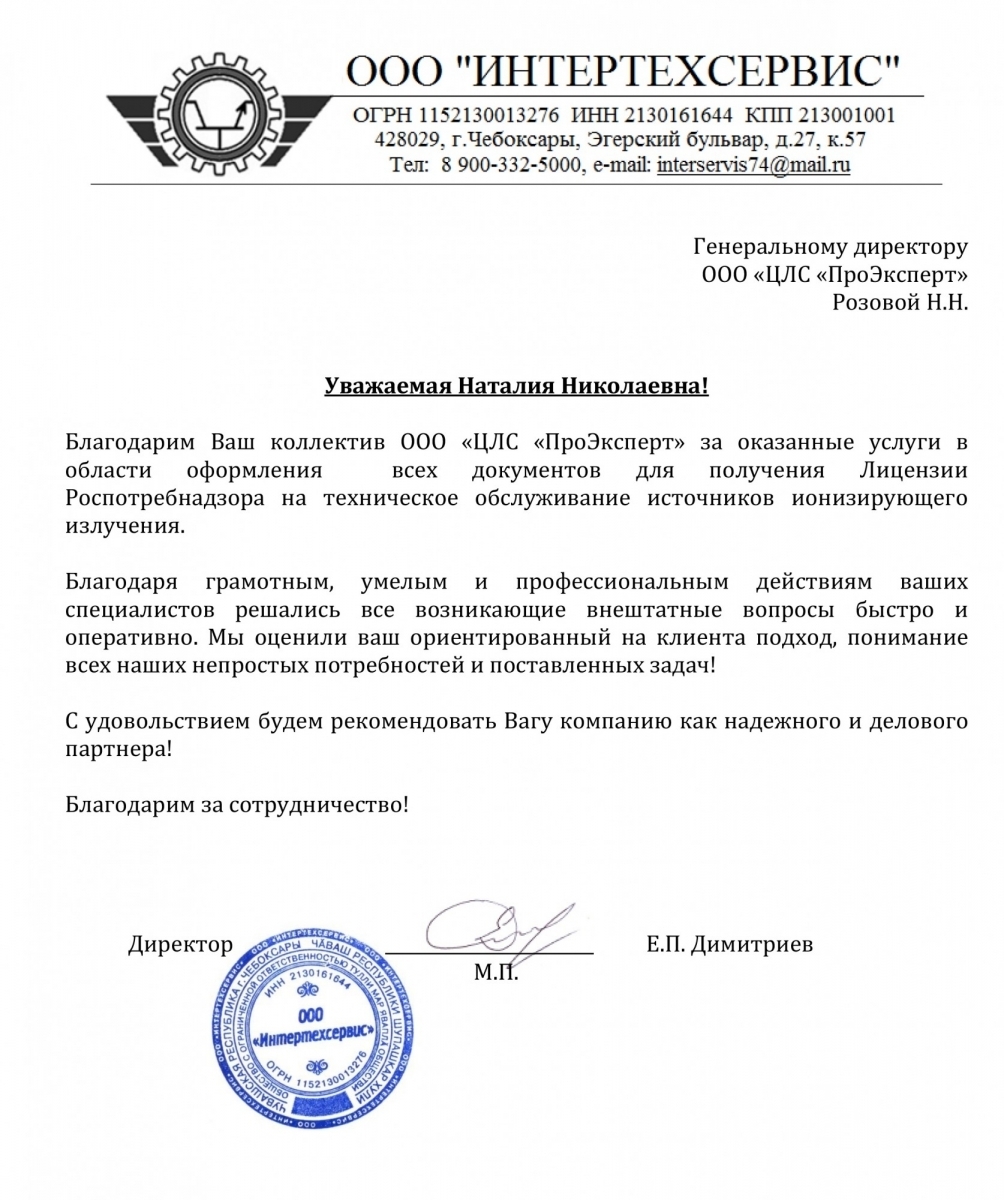 ООО "ИНТЕРТЕХСЕРВИС"
ОГРН 1152130013276 ИНН 2130161644 КПП 213001001
428029, г.Чебоксары, Эгерский бульвар, д.27, к.57
Тел: 8 900-332-5000, e-mail: interservis74@mail.ru
Генеральному директору
ООО «ЦЛС «ПроЭксперт»
Розовой Н.Н.
Уважаемая Наталия Николаевна!
Благодарим Ваш коллектив ООО «ЦЛС «ПроЭксперт» за оказанные услуги в
области оформления всех документов для получения Лицензии
Роспотребнадзора на техническое обслуживание источников ионизирующего
излучения.
Благодаря грамотным, умелым и профессиональным действиям ваших
специалистов решались все возникающие внештатные вопросы быстро и
оперативно. Мы оценили ваш ориентированный на клиента подход, понимание
всех наших непростых потребностей и поставленных задач!
С удовольствием будем рекомендовать Вагу компанию как надежного и делового
партнера!
Благодарим за сотрудничество!
Директор Е.П. Димитриев
М.П.
ООО «ИНТЕРТЕХСЕРВИС»
ЧУВАШСКАЯ РЕСПУБЛИКА г. ЧЕБОКСАРЫ ЧӐВАШ РЕСПУБЛИКИ ШУПАШКАР ХУЛИ
ОБЩЕСТВО С ОГРАНИЧЕННОЙ ОТВЕТСТВЕННОСТЬЮ ТУЛЛИ МАР ЯВАПЛӐ ОБЩЕСТВИ
ИНН 2130161644
ООО
«Интертехсервис»
ОГРН 1152130013276